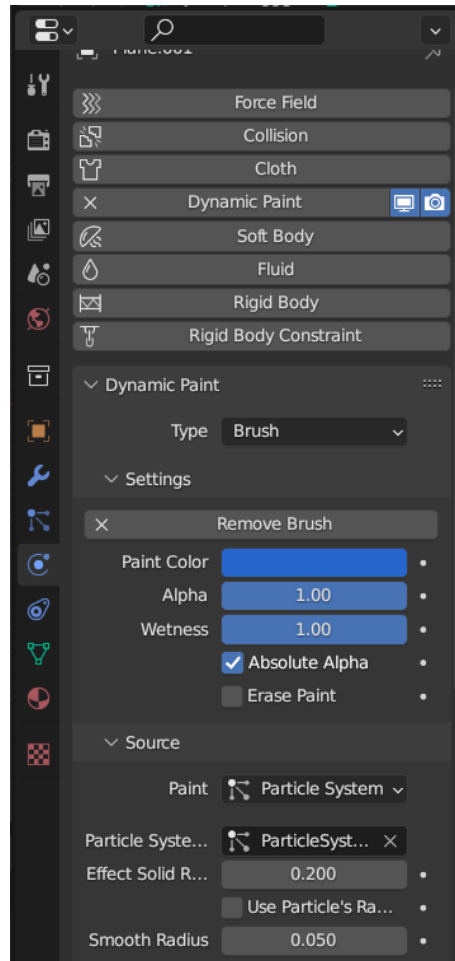 Plane.001
Force Field
Collision
Cloth
Dynamic Paint
Soft Body
Fluid
Rigid Body
Rigid Body Constraint
Dynamic Paint
Type Brush
Settings
Remove Brush
Paint Color
Alpha 1.00
Wetness 1.00
Absolute Alpha
Erase Paint
Source
Paint Particle System
Particle Syste... ParticleSyst...
Effect Solid R... 0.200
Use Particle's Ra...
Smooth Radius 0.050